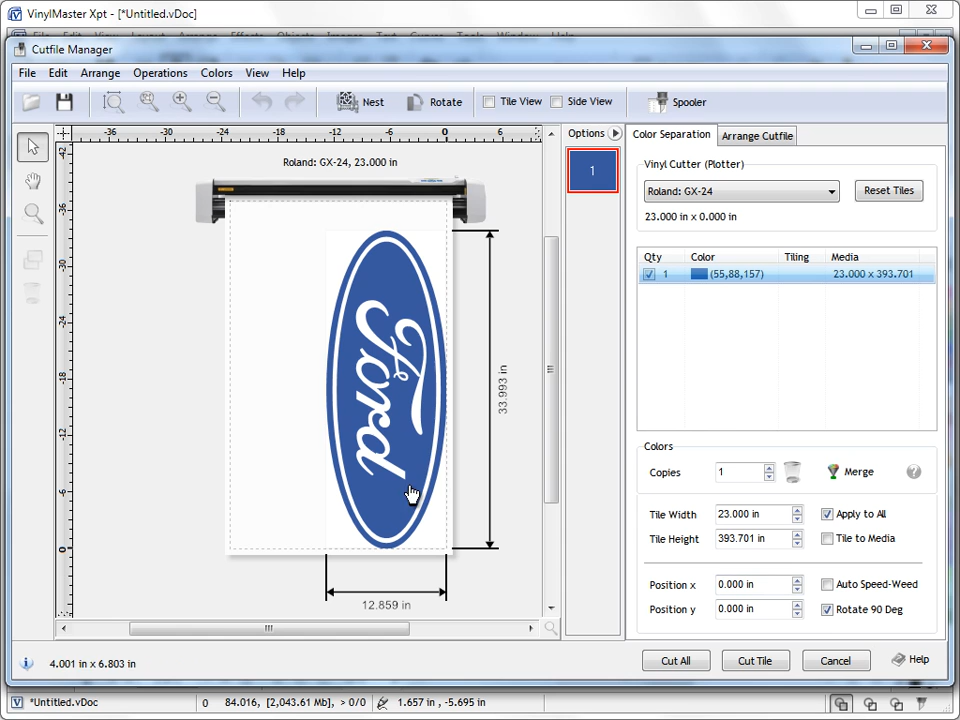 VinylMaster Xpt - [*Untitled.vDoc]
Cutfile Manager
File Edit Arrange Operations Colors View Help
Nest Rotate Tile View Side View Spooler
-36 -30 -24 -18 -12 -6 0 6
Options
Color Separation Arrange Cutfile
42
-36
-30
-24
-18
-12
-6
0
Roland: GX-24, 23.000 in
1
Ford
33.993 in
12.859 in
Vinyl Cutter (Plotter)
Roland: GX-24 Reset Tiles
23.000 in x 0.000 in
Qty Color Tiling Media
1 (55,88,157) 23.000 x 393.701
Colors
Copies 1 Merge
Tile Width 23.000 in Apply to All
Tile Height 393.701 in Tile to Media
Position x 0.000 in Auto Speed-Weed
Position y 0.000 in Rotate 90 Deg
4.001 in x 6.803 in
Cut All Cut Tile Cancel Help
*Untitled.vDoc 0 84.016, [2,043.61 Mb], > 0/0 1.657 in , -5.695 in